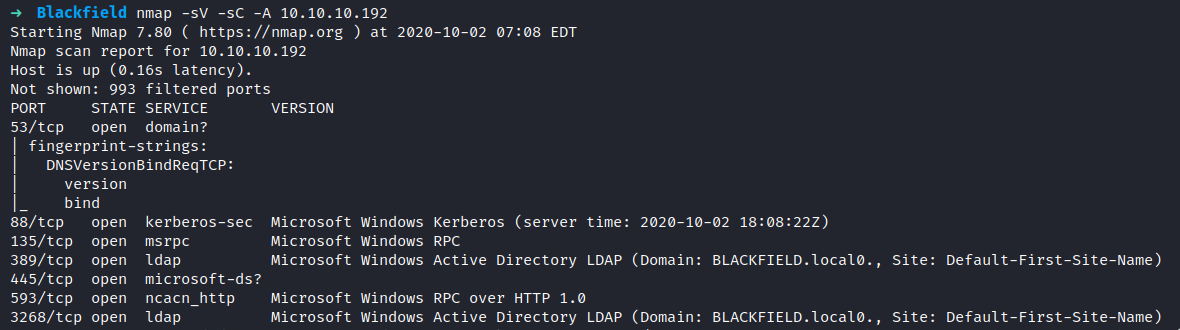 → Blackfield nmap -sV -sC -A 10.10.10.192
Starting Nmap 7.80 ( https://nmap.org ) at 2020-10-02 07:08 EDT
Nmap scan report for 10.10.10.192
Host is up (0.16s latency).
Not shown: 993 filtered ports
PORT     STATE SERVICE      VERSION
53/tcp   open  domain?
| fingerprint-strings:
|   DNSVersionBindReqTCP:
|     version
|_    bind
88/tcp   open  kerberos-sec Microsoft Windows Kerberos (server time: 2020-10-02 18:08:22Z)
135/tcp  open  msrpc        Microsoft Windows RPC
389/tcp  open  ldap         Microsoft Windows Active Directory LDAP (Domain: BLACKFIELD.local0., Site: Default-First-Site-Name)
445/tcp  open  microsoft-ds?
593/tcp  open  ncacn_http   Microsoft Windows RPC over HTTP 1.0
3268/tcp open  ldap         Microsoft Windows Active Directory LDAP (Domain: BLACKFIELD.local0., Site: Default-First-Site-Name)